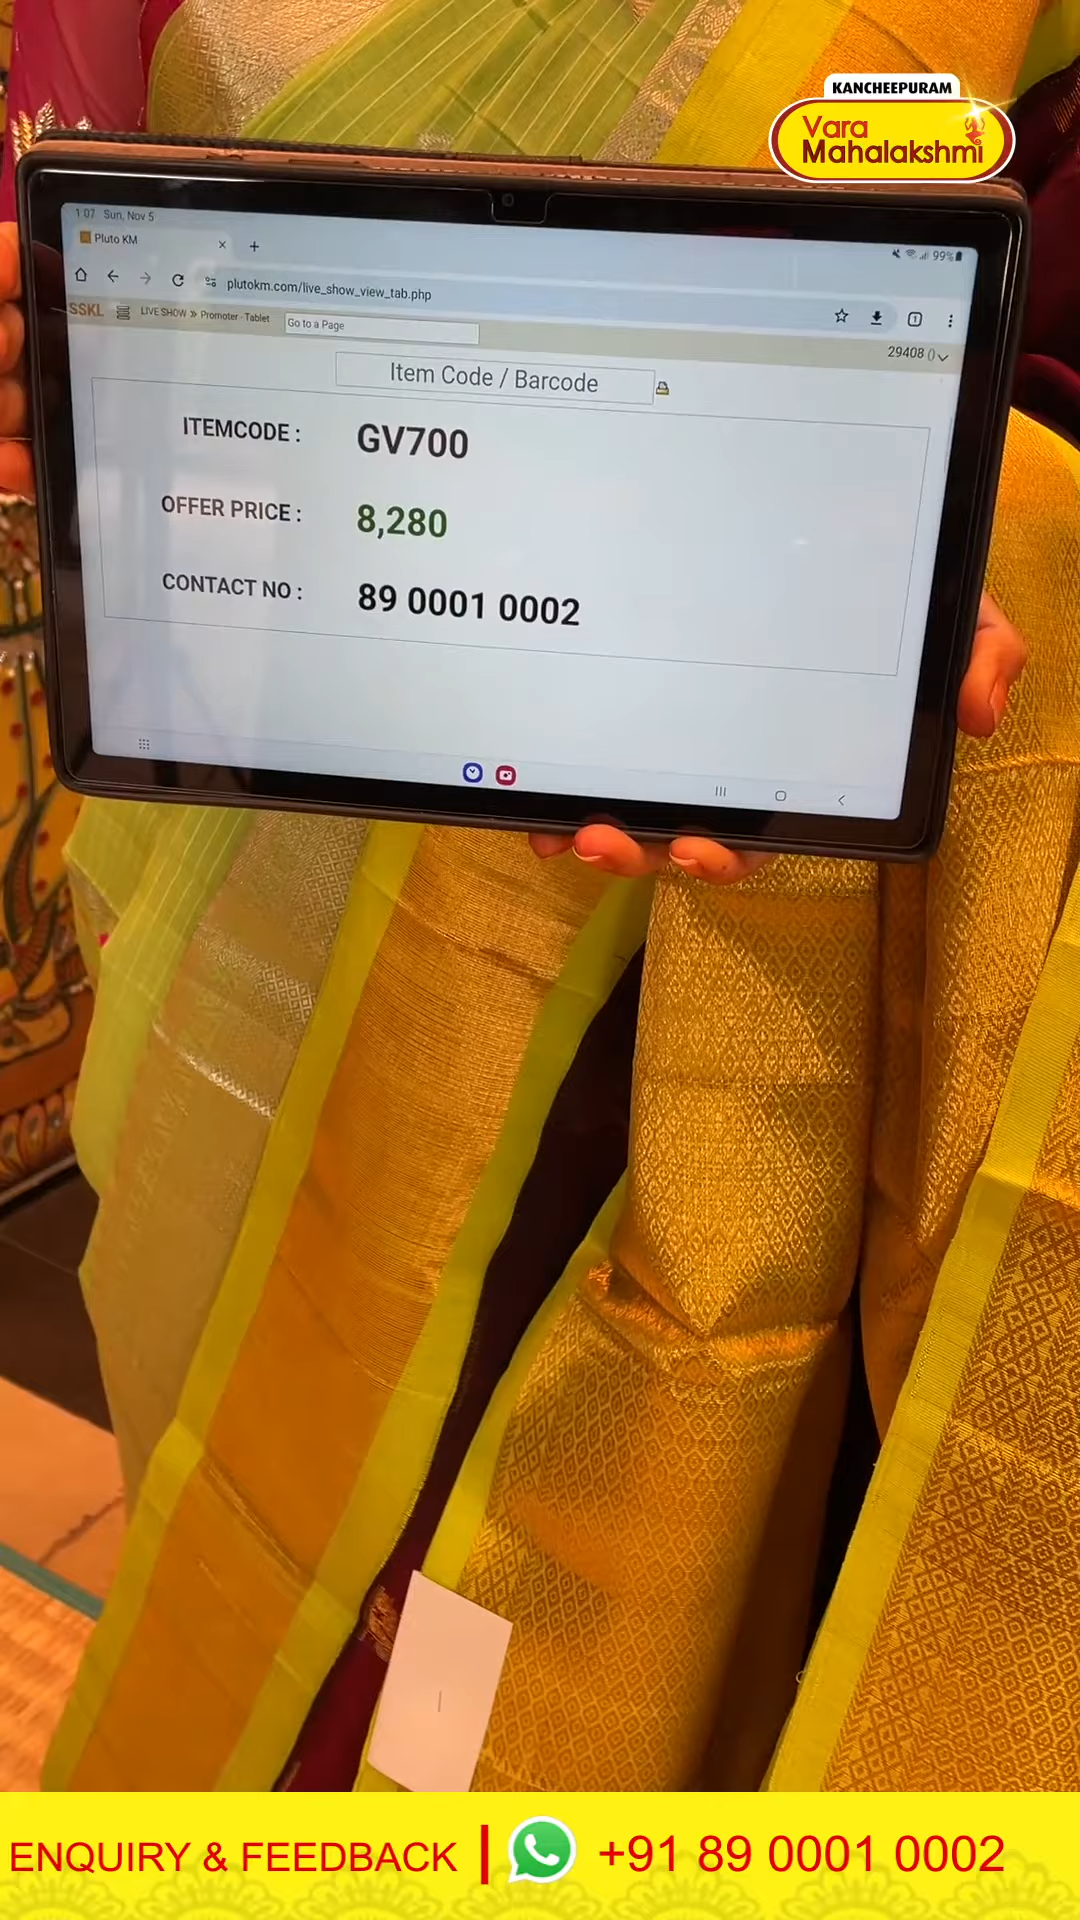 KANCHEEPURAM
Vara
Mahalakshmi
1:07 Sun, Nov 5
99%
Pluto KM
plutokm.com/live_show_view_tab.php
SSKL
LIVE SHOW » Promoter - Tablet
Go to a Page
29408 ()
Item Code / Barcode
ITEMCODE : GV700
OFFER PRICE : 8,280
CONTACT NO : 89 0001 0002
ENQUIRY & FEEDBACK | +91 89 0001 0002